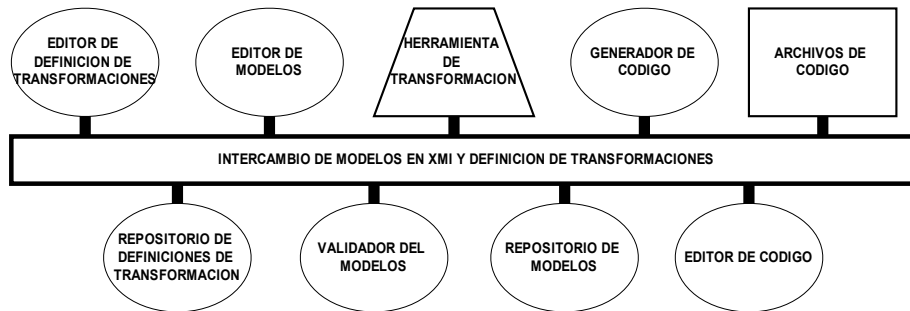 EDITOR DE
DEFINICION DE
TRANSFORMACIONES
EDITOR DE
MODELOS
HERRAMIENTA
DE
TRANSFORMACION
GENERADOR DE
CODIGO
ARCHIVOS DE
CODIGO
INTERCAMBIO DE MODELOS EN XMI Y DEFINICION DE TRANSFORMACIONES
REPOSITORIO DE
DEFINICIONES DE
TRANSFORMACION
VALIDADOR DEL
MODELOS
REPOSITORIO DE
MODELOS
EDITOR DE CODIGO